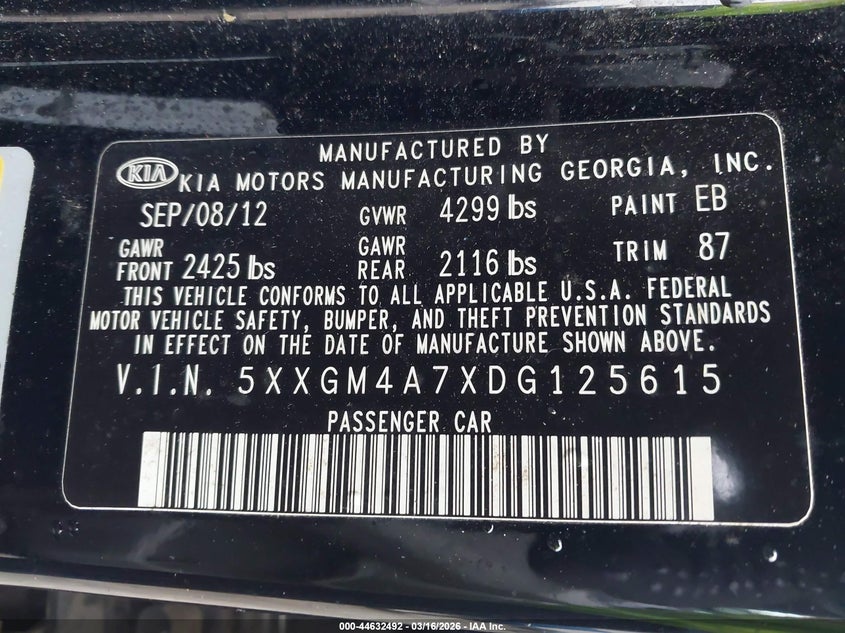 MANUFACTURED BY
KIA KIA MOTORS MANUFACTURING GEORGIA, INC.
SEP/08/12 GVWR 4299 lbs PAINT EB
GAWR FRONT 2425 lbs GAWR REAR 2116 lbs TRIM 87
THIS VEHICLE CONFORMS TO ALL APPLICABLE U.S.A. FEDERAL
MOTOR VEHICLE SAFETY, BUMPER, AND THEFT PREVENTION STANDARDS
IN EFFECT ON THE DATE OF MANUFACTURE SHOWN ABOVE.
V.I.N. 5XXGM4A7XDG125615
PASSENGER CAR
000-44632492 - 03/16/2026 - IAA Inc.